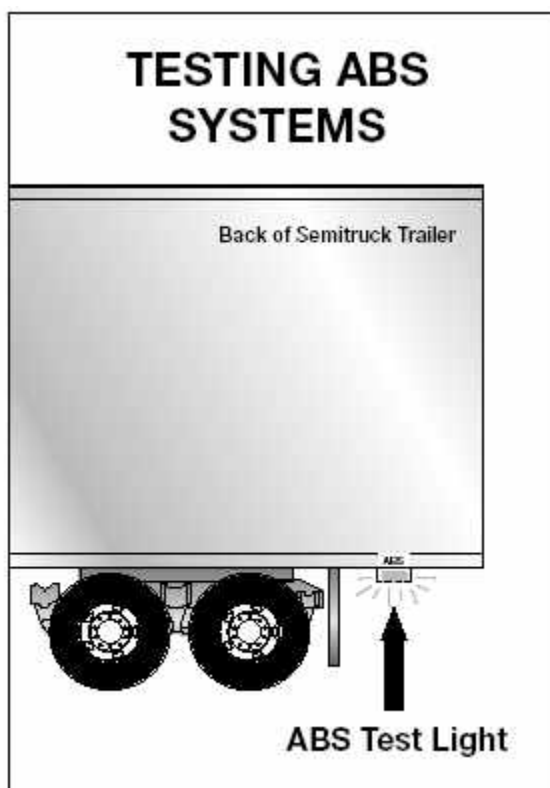 TESTING ABS
SYSTEMS
Back of Semitruck Trailer
ABS
ABS Test Light